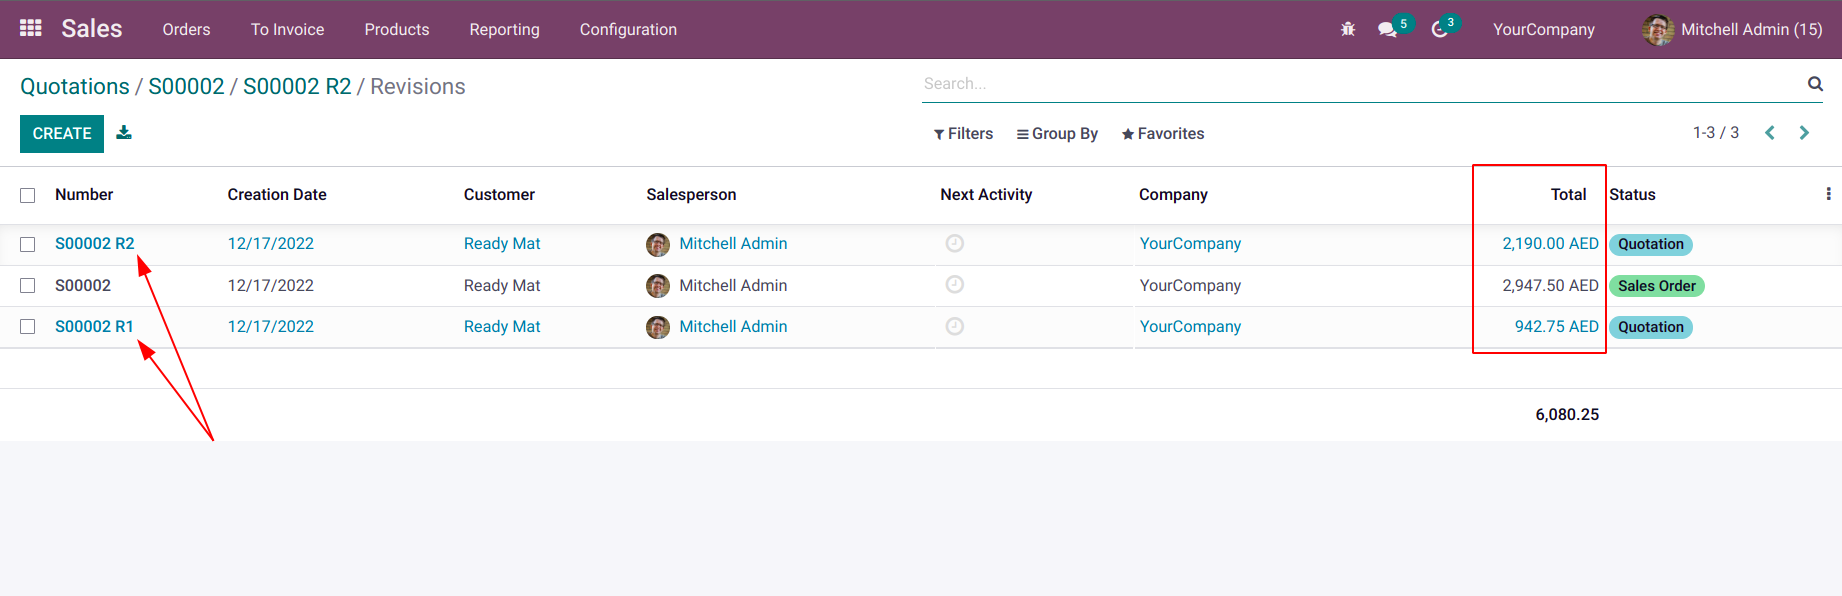 Sales Orders To Invoice Products Reporting Configuration 5 3 YourCompany Mitchell Admin (15)
Quotations / S00002 / S00002 R2 / Revisions
Search...
CREATE
Filters Group By Favorites 1-3 / 3
Number Creation Date Customer Salesperson Next Activity Company Total Status
S00002 R2 12/17/2022 Ready Mat Mitchell Admin YourCompany 2,190.00 AED Quotation
S00002 12/17/2022 Ready Mat Mitchell Admin YourCompany 2,947.50 AED Sales Order
S00002 R1 12/17/2022 Ready Mat Mitchell Admin YourCompany 942.75 AED Quotation
6,080.25